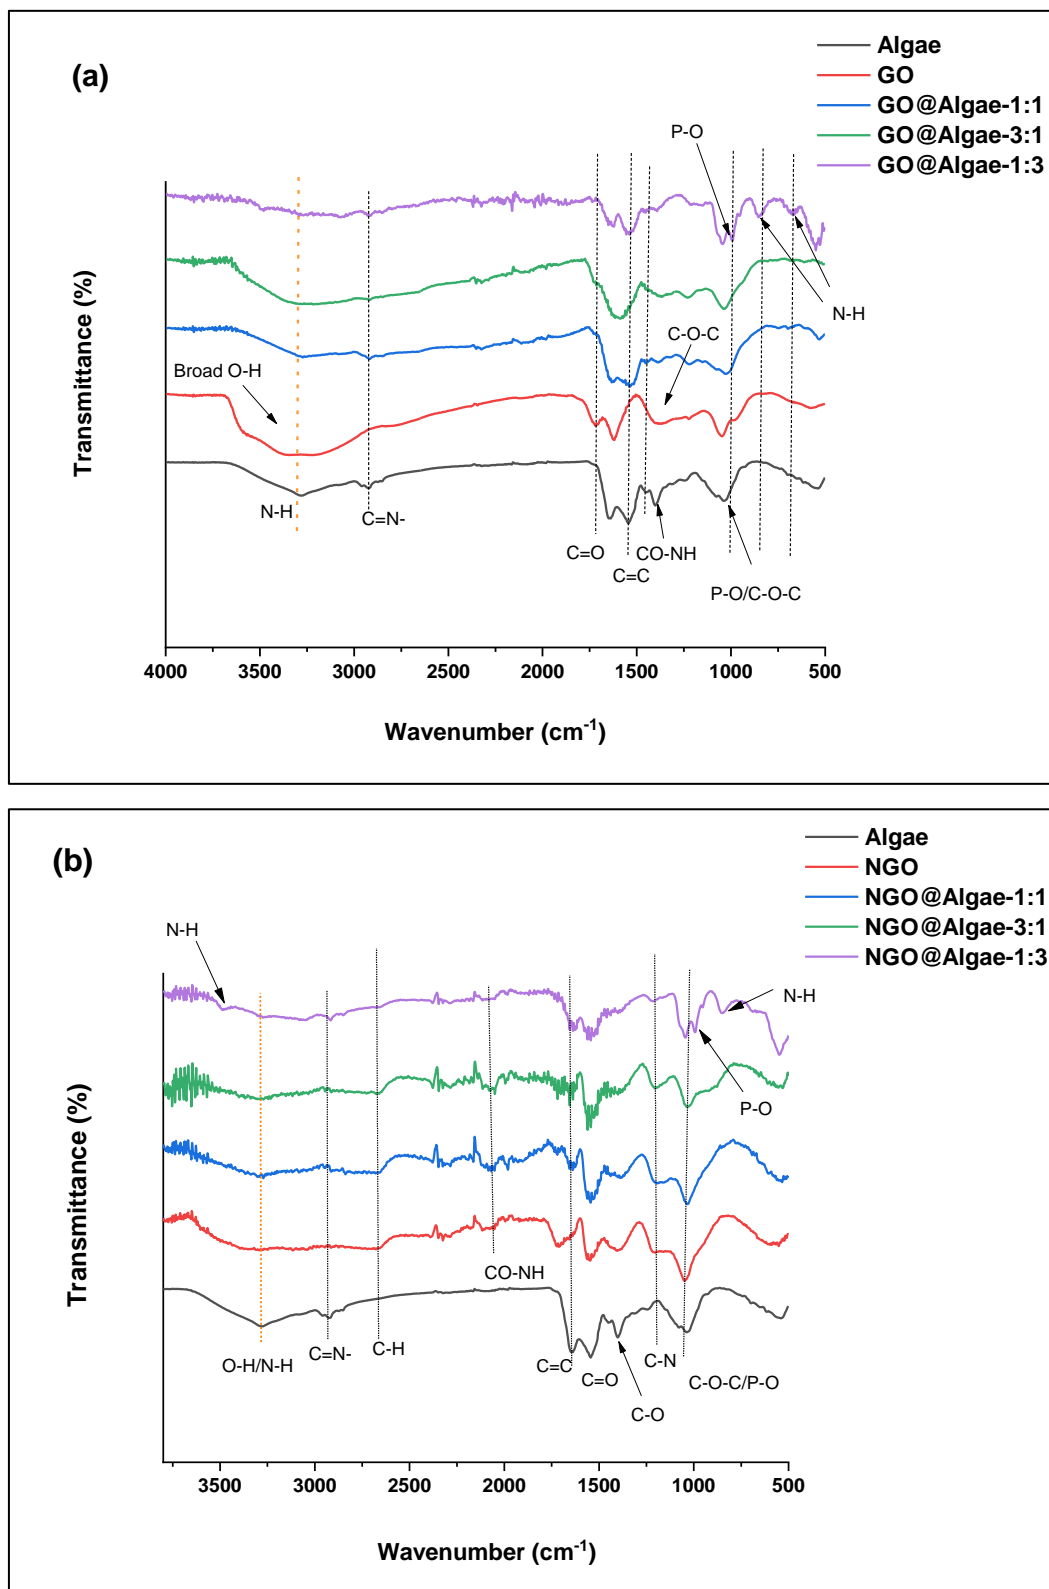 (a)
Algae
GO
GO@Algae-1:1
GO@Algae-3:1
GO@Algae-1:3
P-O
N-H
C-O-C
Broad O-H
N-H
C=N-
C=O
C=C
CO-NH
P-O/C-O-C
Transmittance (%)
4000 3500 3000 2500 2000 1500 1000 500
Wavenumber (cm-1)
(b)
Algae
NGO
NGO@Algae-1:1
NGO@Algae-3:1
NGO@Algae-1:3
N-H
N-H
P-O
CO-NH
O-H/N-H
C=N-
C-H
C=C
C=O
C-O
C-N
C-O-C/P-O
Transmittance (%)
3500 3000 2500 2000 1500 1000 500
Wavenumber (cm-1)